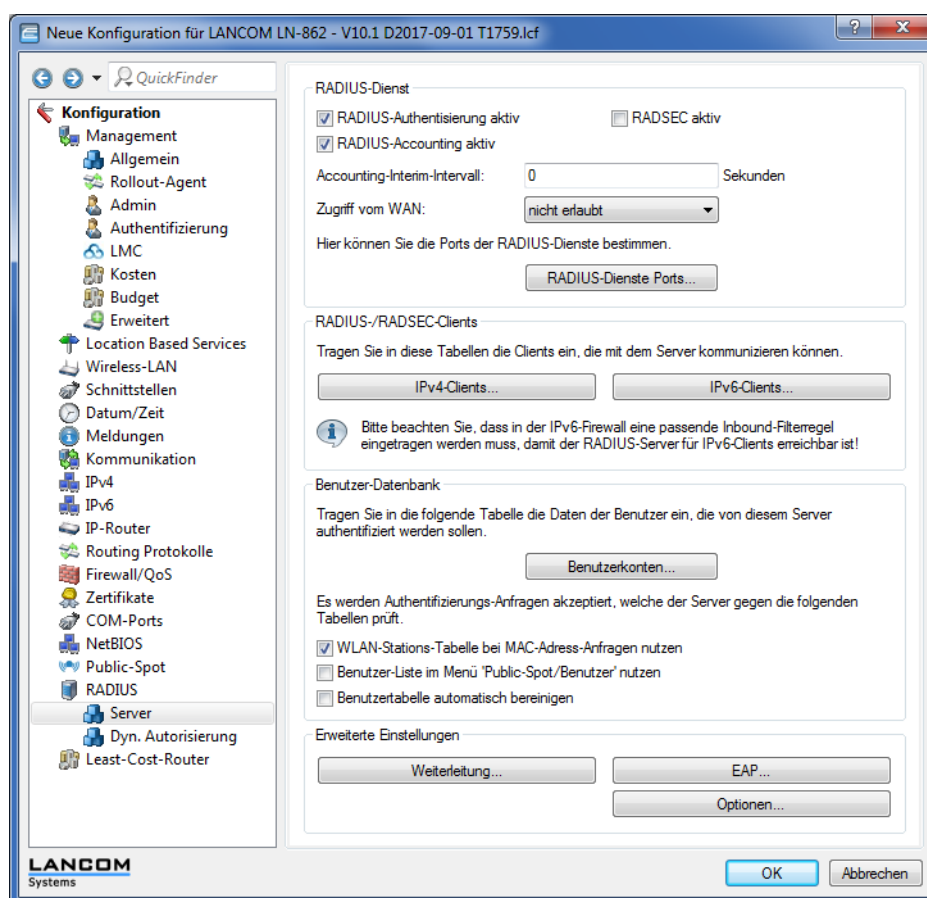 Neue Konfiguration für LANCOM LN-862 - V10.1 D2017-09-01 T1759.lcf
QuickFinder
Konfiguration
Management
Allgemein
Rollout-Agent
Admin
Authentifizierung
LMC
Kosten
Budget
Erweitert
Location Based Services
Wireless-LAN
Schnittstellen
Datum/Zeit
Meldungen
Kommunikation
IPv4
IPv6
IP-Router
Routing Protokolle
Firewall/QoS
Zertifikate
COM-Ports
NetBIOS
Public-Spot
RADIUS
Server
Dyn. Autorisierung
Least-Cost-Router
RADIUS-Dienst
RADIUS-Authentisierung aktiv RADSEC aktiv
RADIUS-Accounting aktiv
Accounting-Interim-Intervall: 0 Sekunden
Zugriff vom WAN: nicht erlaubt
Hier können Sie die Ports der RADIUS-Dienste bestimmen.
RADIUS-Dienste Ports...
RADIUS-/RADSEC-Clients
Tragen Sie in diese Tabellen die Clients ein, die mit dem Server kommunizieren können.
IPv4-Clients... IPv6-Clients...
Bitte beachten Sie, dass in der IPv6-Firewall eine passende Inbound-Filterregel
eingetragen werden muss, damit der RADIUS-Server für IPv6-Clients erreichbar ist!
Benutzer-Datenbank
Tragen Sie in die folgende Tabelle die Daten der Benutzer ein, die von diesem Server
authentifiziert werden sollen.
Benutzerkonten...
Es werden Authentifizierungs-Anfragen akzeptiert, welche der Server gegen die folgenden
Tabellen prüft.
WLAN-Stations-Tabelle bei MAC-Adress-Anfragen nutzen
Benutzer-Liste im Menü 'Public-Spot/Benutzer' nutzen
Benutzertabelle automatisch bereinigen
Erweiterte Einstellungen
Weiterleitung... EAP...
Optionen...
LANCOM
Systems
OK Abbrechen